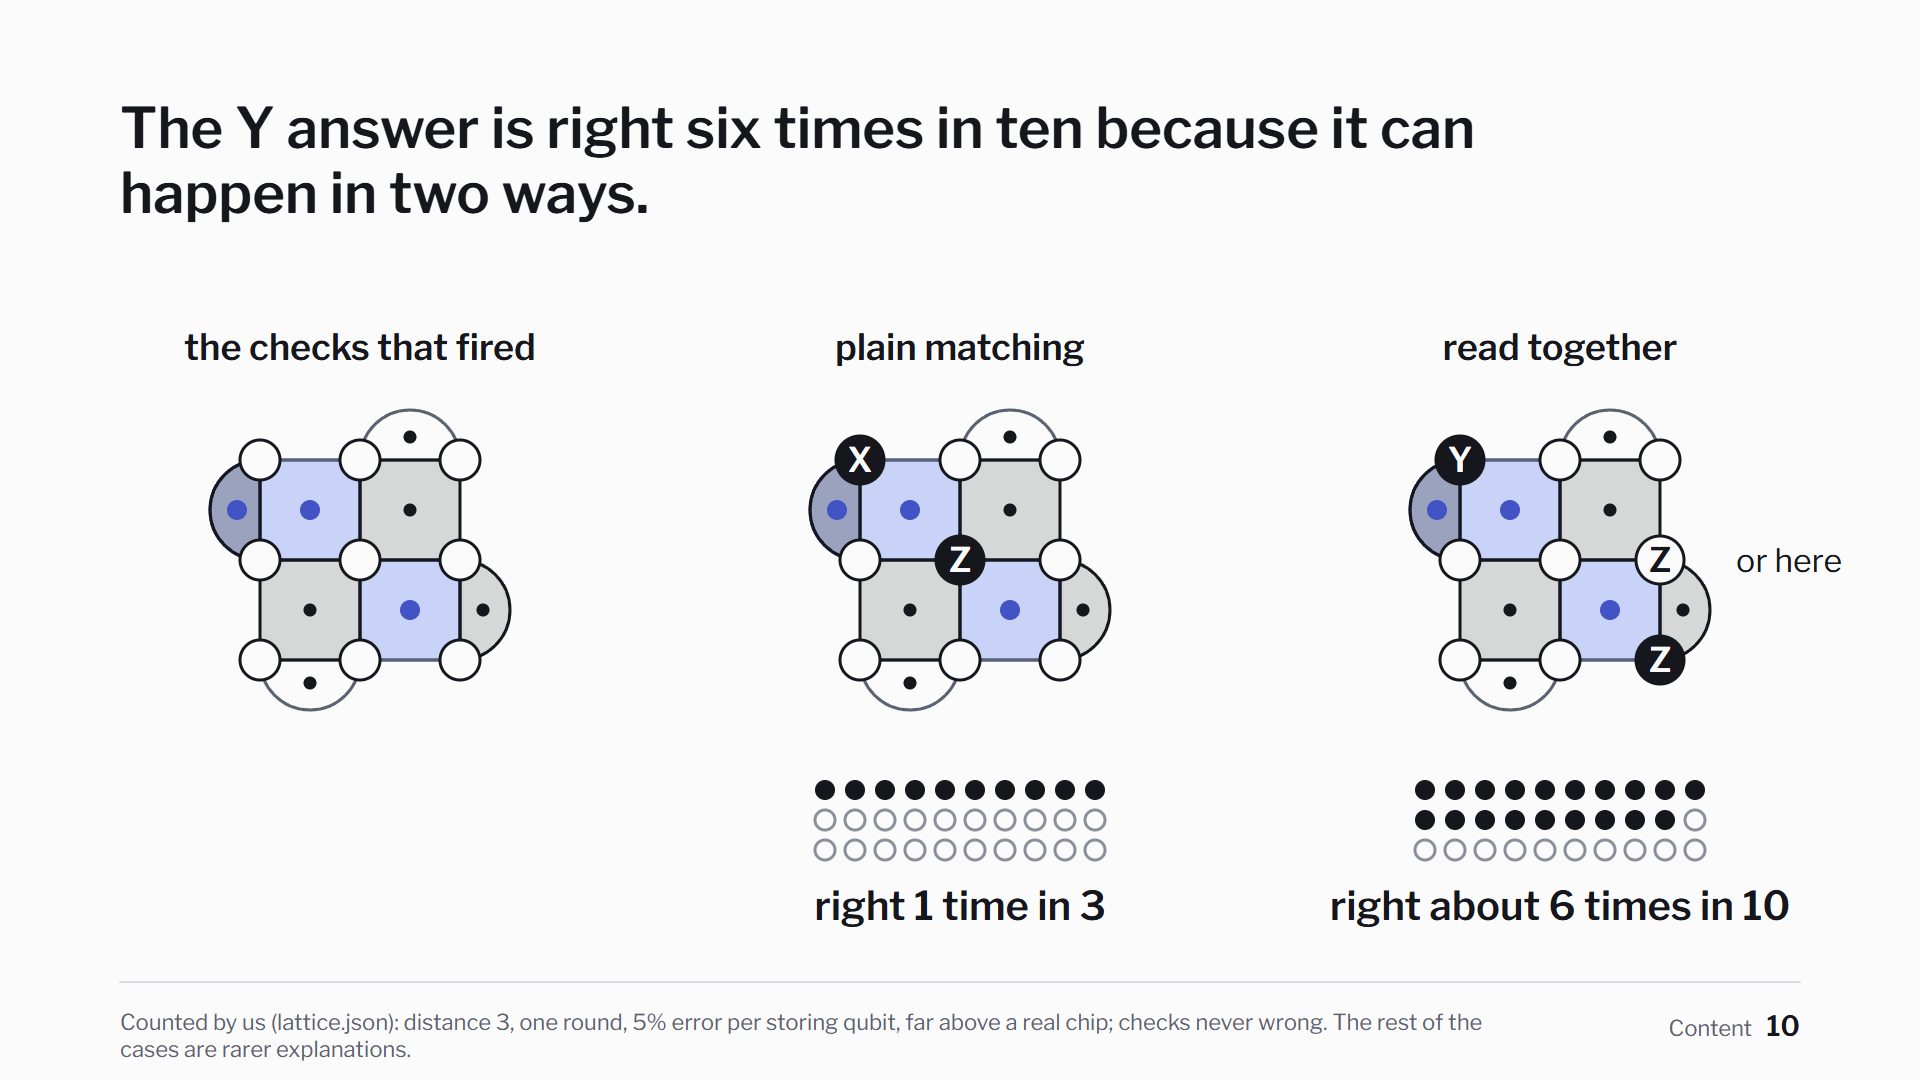 The Y answer is right six times in ten because it can
happen in two ways.
the checks that fired
plain matching
read together
X
Z
Y
Z
or here
Z
right 1 time in 3
right about 6 times in 10
Counted by us (lattice.json): distance 3, one round, 5% error per storing qubit, far above a real chip; checks never wrong. The rest of the
cases are rarer explanations.
Content 10